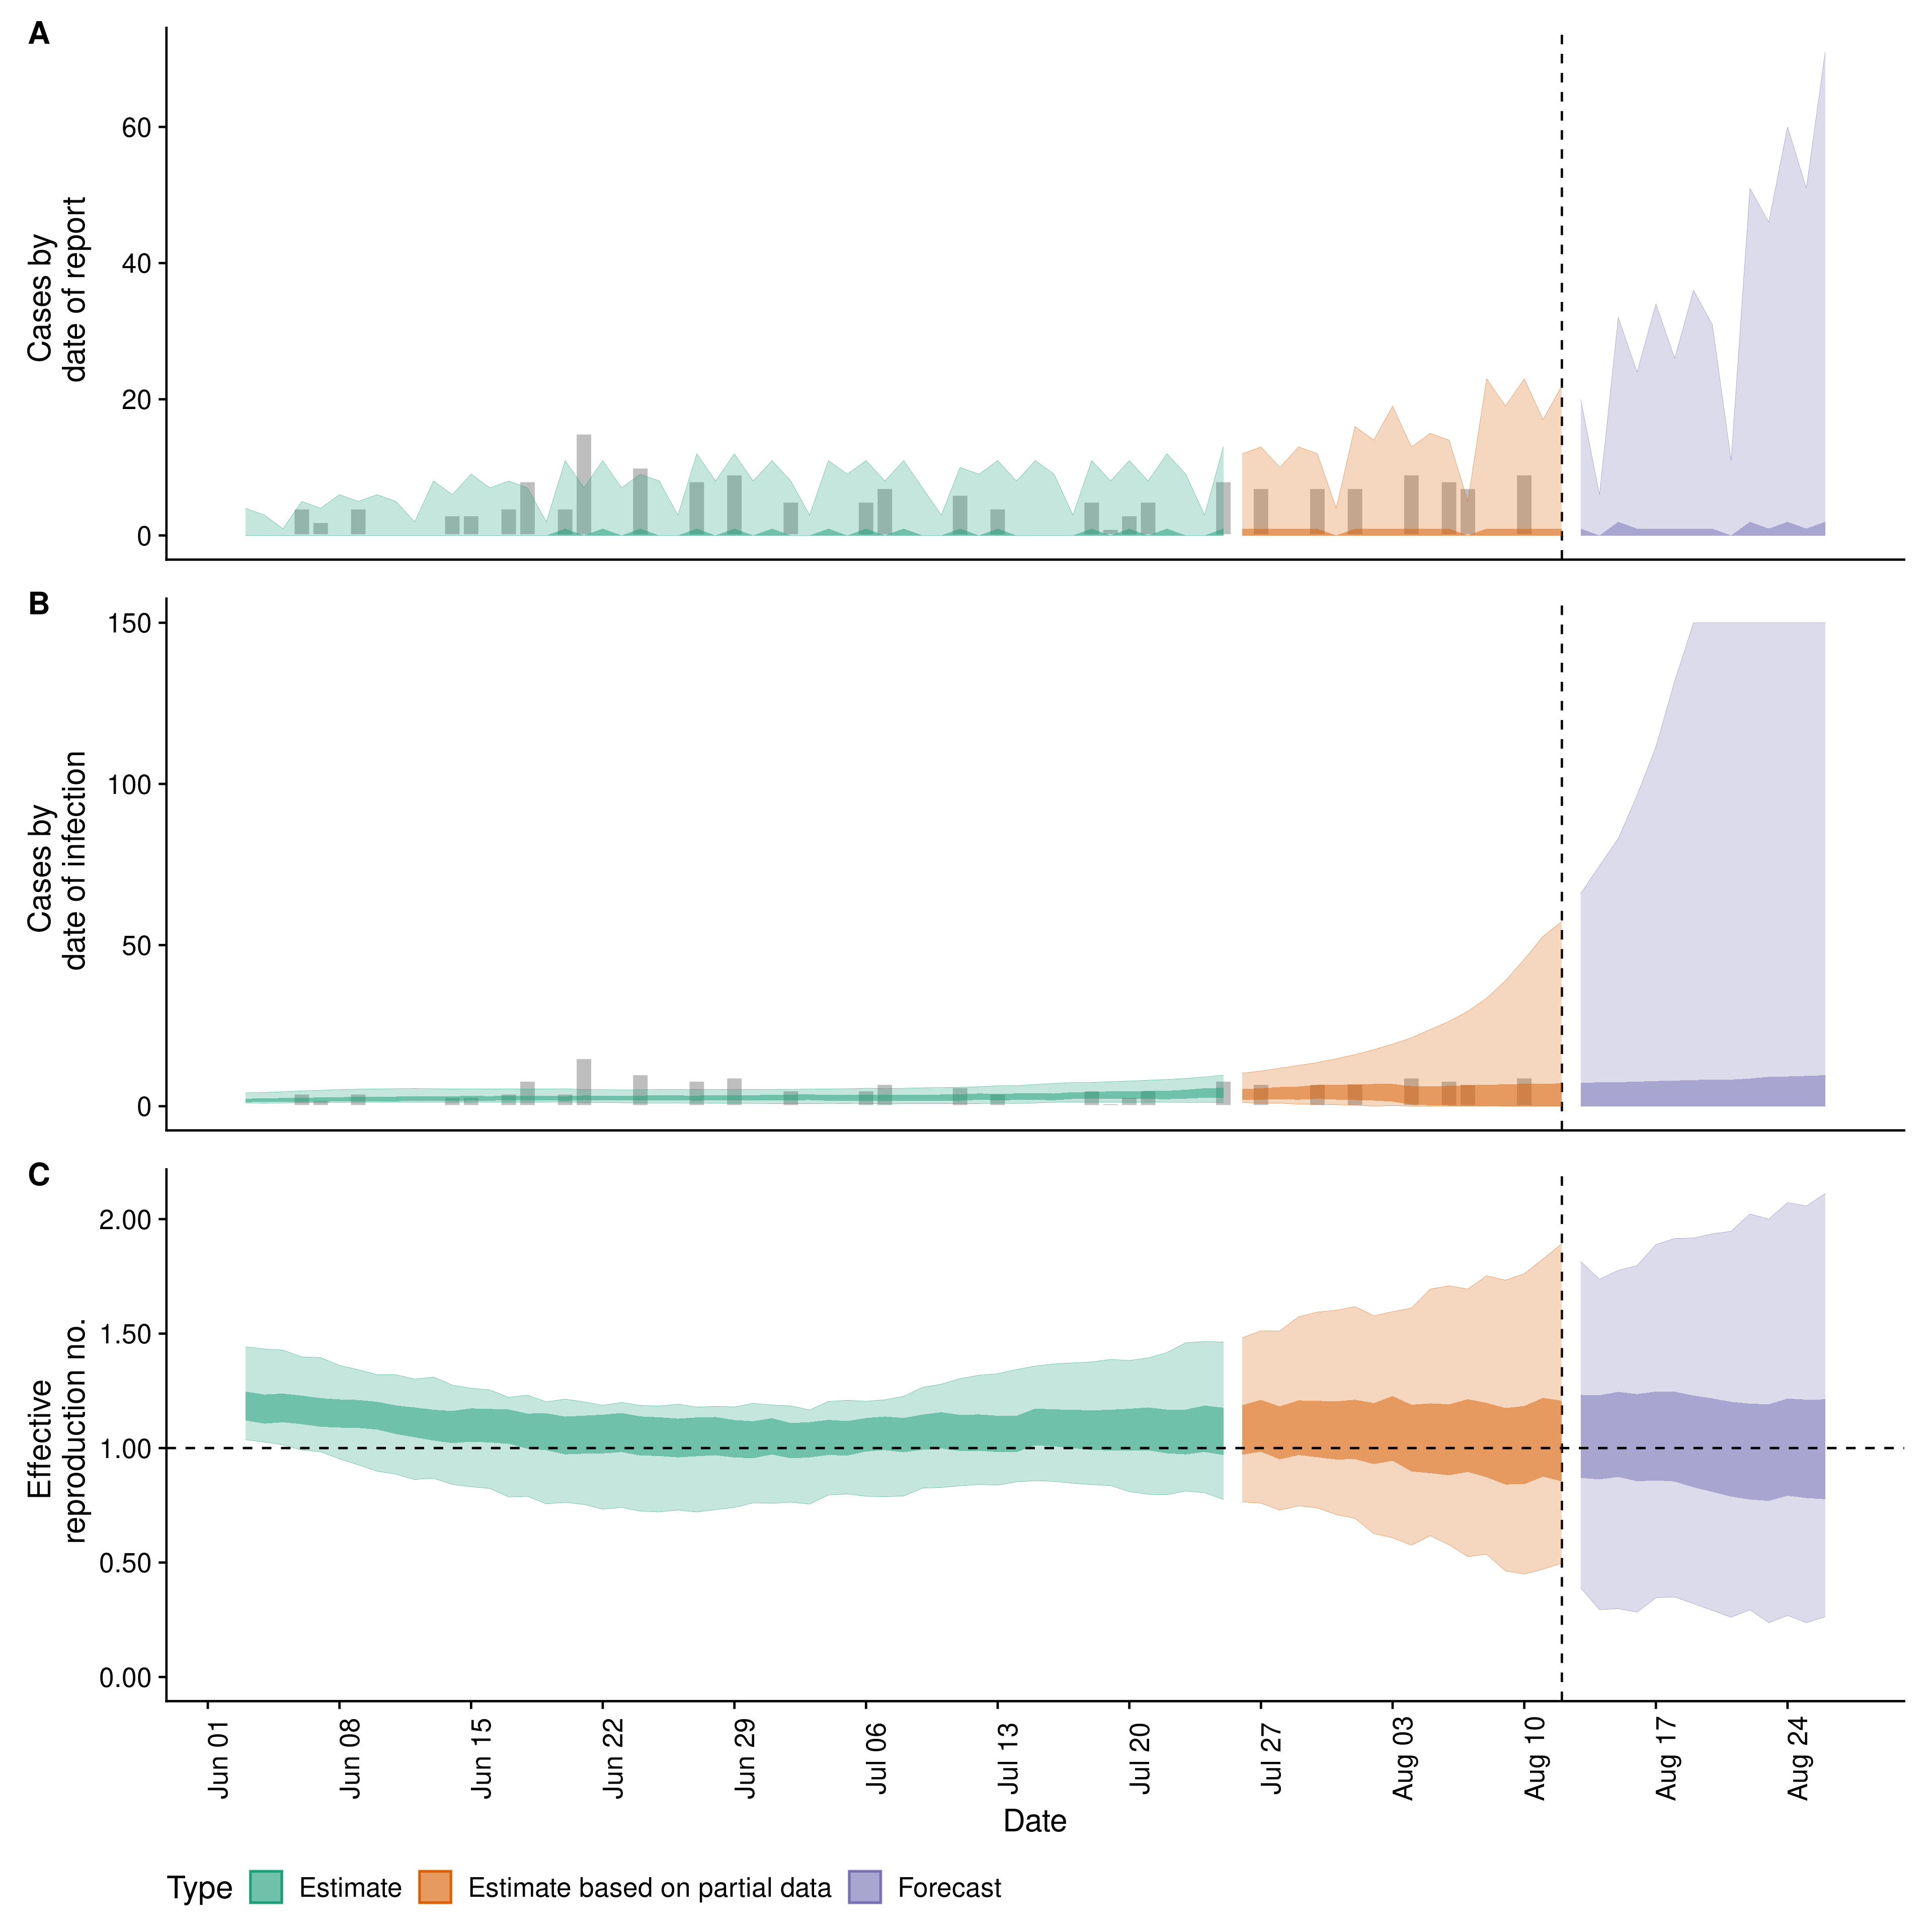 A
Cases by
date of report
60
40
20
0
B
Cases by
date of infection
150
100
50
0
C
Effective
reproduction no.
2.00
1.50
1.00
0.50
0.00
Jun 01
Jun 08
Jun 15
Jun 22
Jun 29
Jul 06
Jul 13
Jul 20
Jul 27
Aug 03
Aug 10
Aug 17
Aug 24
Date
Type Estimate Estimate based on partial data Forecast